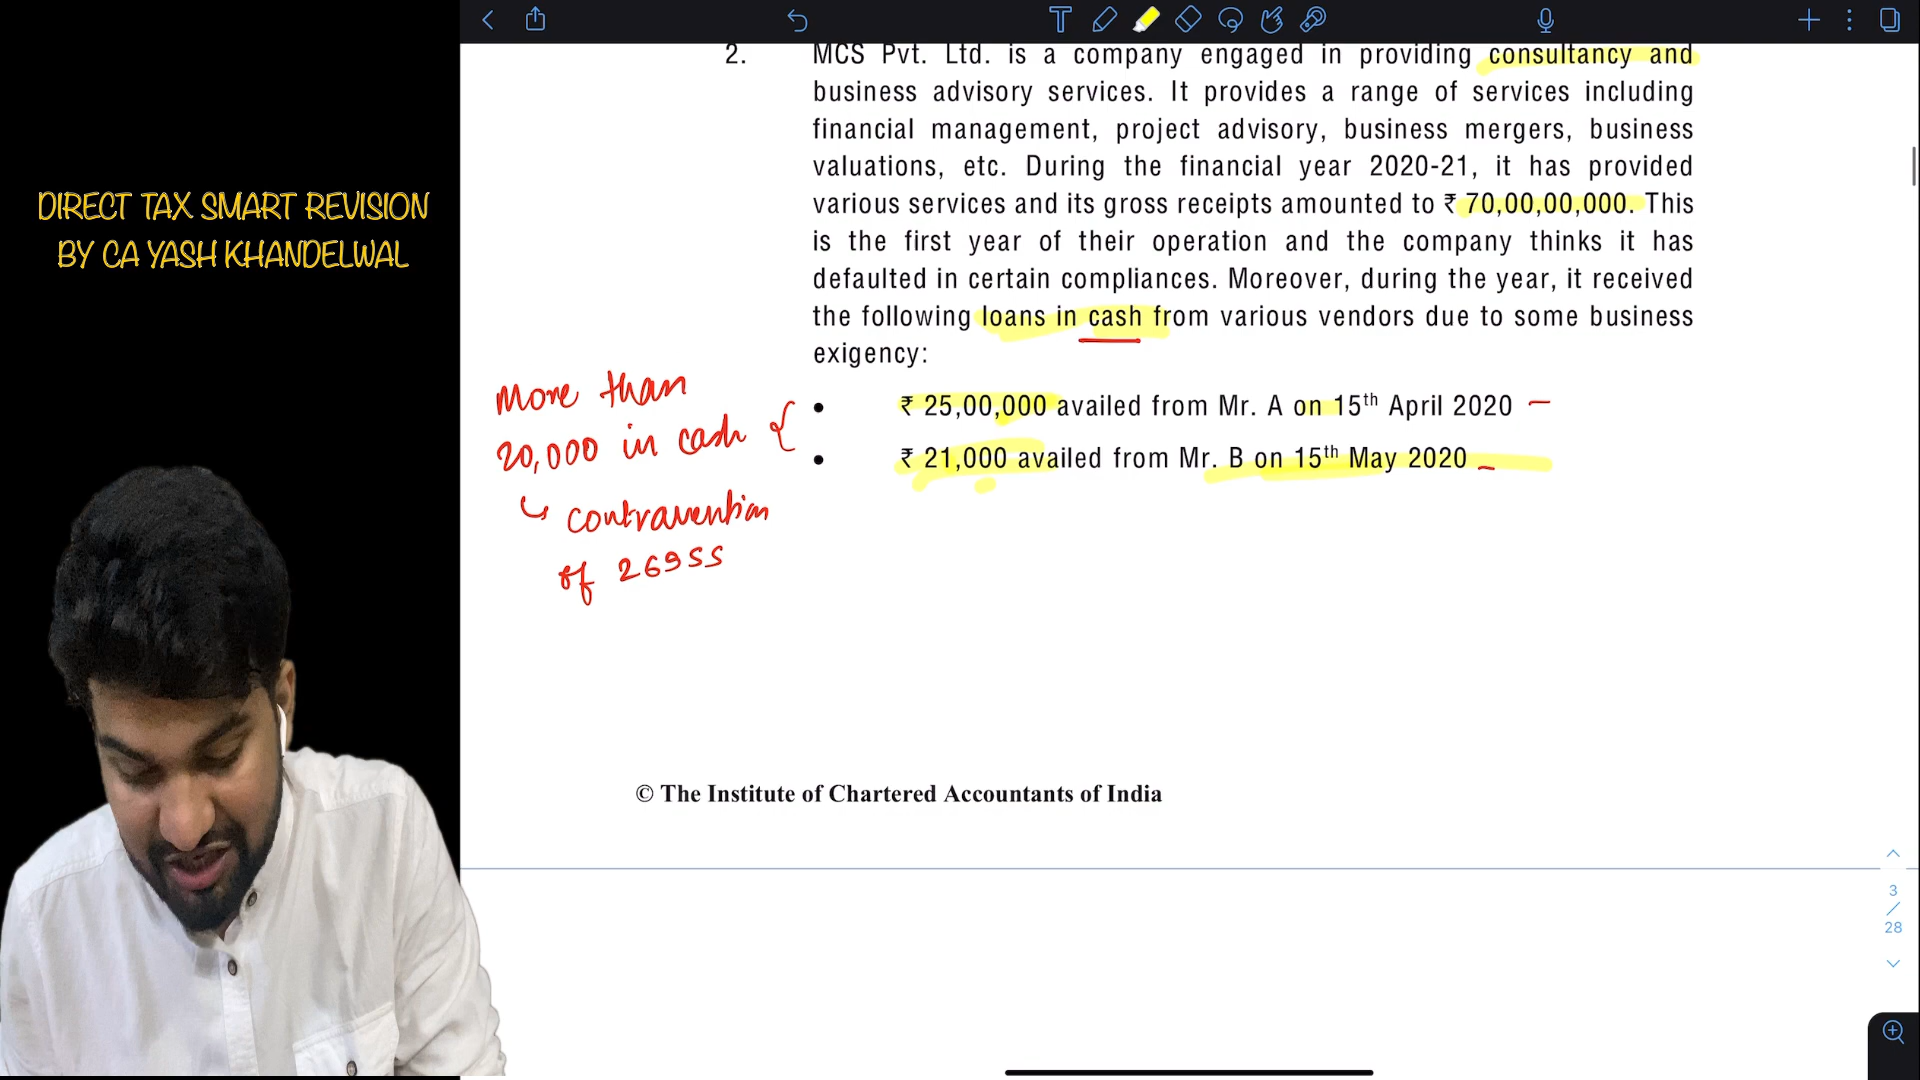 DIRECT TAX SMART REVISION
BY CA YASH KHANDELWAL
2. MCS Pvt. Ltd. is a company engaged in providing consultancy and
business advisory services. It provides a range of services including
financial management, project advisory, business mergers, business
valuations, etc. During the financial year 2020-21, it has provided
various services and its gross receipts amounted to ₹ 70,00,00,000. This
is the first year of their operation and the company thinks it has
defaulted in certain compliances. Moreover, during the year, it received
the following loans in cash from various vendors due to some business
exigency:
• ₹ 25,00,000 availed from Mr. A on 15th April 2020
• ₹ 21,000 availed from Mr. B on 15th May 2020
More than
20,000 in cash
contravention
of 269SS
© The Institute of Chartered Accountants of India
3
/
28